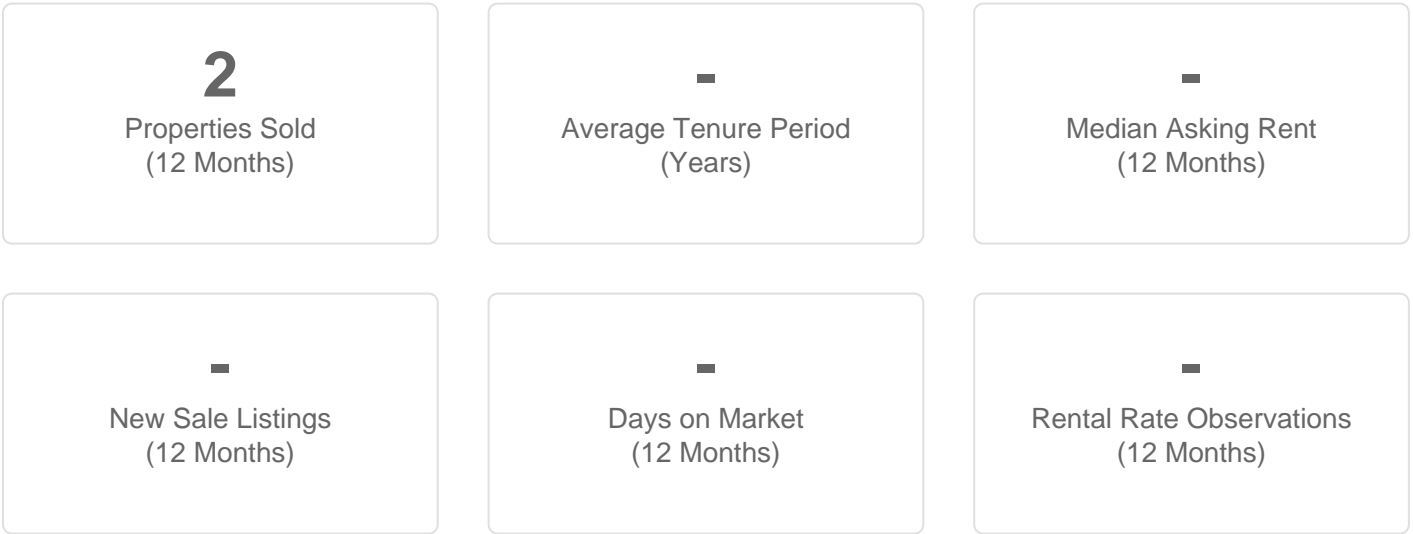 2
Properties Sold
(12 Months)
-
Average Tenure Period
(Years)
-
Median Asking Rent
(12 Months)
-
New Sale Listings
(12 Months)
-
Days on Market
(12 Months)
-
Rental Rate Observations
(12 Months)